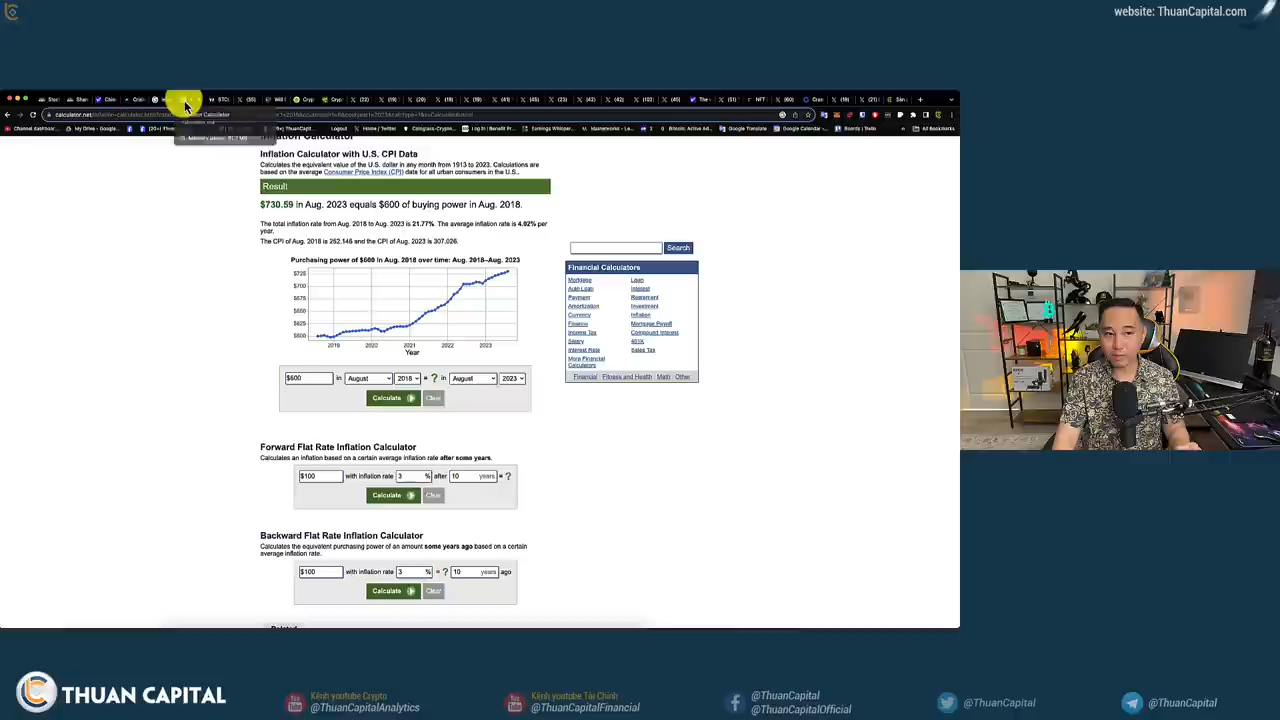 website: ThuanCapital.com
Inflation Calculator with U.S. CPI Data
Calculates the equivalent value of the U.S. dollar in any month from 1913 to 2023. Calculations are
based on the average Consumer Price Index (CPI) data for all urban consumers in the U.S..
Result
$730.59 in Aug. 2023 equals $600 of buying power in Aug. 2018.
The total inflation rate from Aug. 2018 to Aug. 2023 is 21.77%. The average inflation rate is 4.02% per
year.
The CPI of Aug. 2018 is 252.146 and the CPI of Aug. 2023 is 307.026.
Purchasing power of $600 in Aug. 2018 over time: Aug. 2018–Aug. 2023
$725
$700
$675
$650
$625
$600
2019 2020 2021 2022 2023
Year
$600 in August 2018 = ? in August 2023
Calculate Clear
Forward Flat Rate Inflation Calculator
Calculates an inflation based on a certain average inflation rate after some years.
$100 with inflation rate 3 % after 10 years = ?
Calculate Clear
Backward Flat Rate Inflation Calculator
Calculates the equivalent purchasing power of an amount some years ago based on a certain
average inflation rate.
$100 with inflation rate 3 % = ? 10 years ago
Calculate Clear
Search
Financial Calculators
Mortgage Loan
Auto Loan Interest
Payment Retirement
Amortization Investment
Currency Inflation
Finance Mortgage Payoff
Income Tax Compound Interest
Salary 401K
Interest Rate Sales Tax
More Financial
Calculators
Financial Fitness and Health Math Other
THUAN CAPITAL
Kênh youtube Crypto
@ThuanCapitalAnalytics
Kênh youtube Tài Chính
@ThuanCapitalFinancial
@ThuanCapital
@ThuanCapitalOfficial
@ThuanCapital
@ThuanCapital